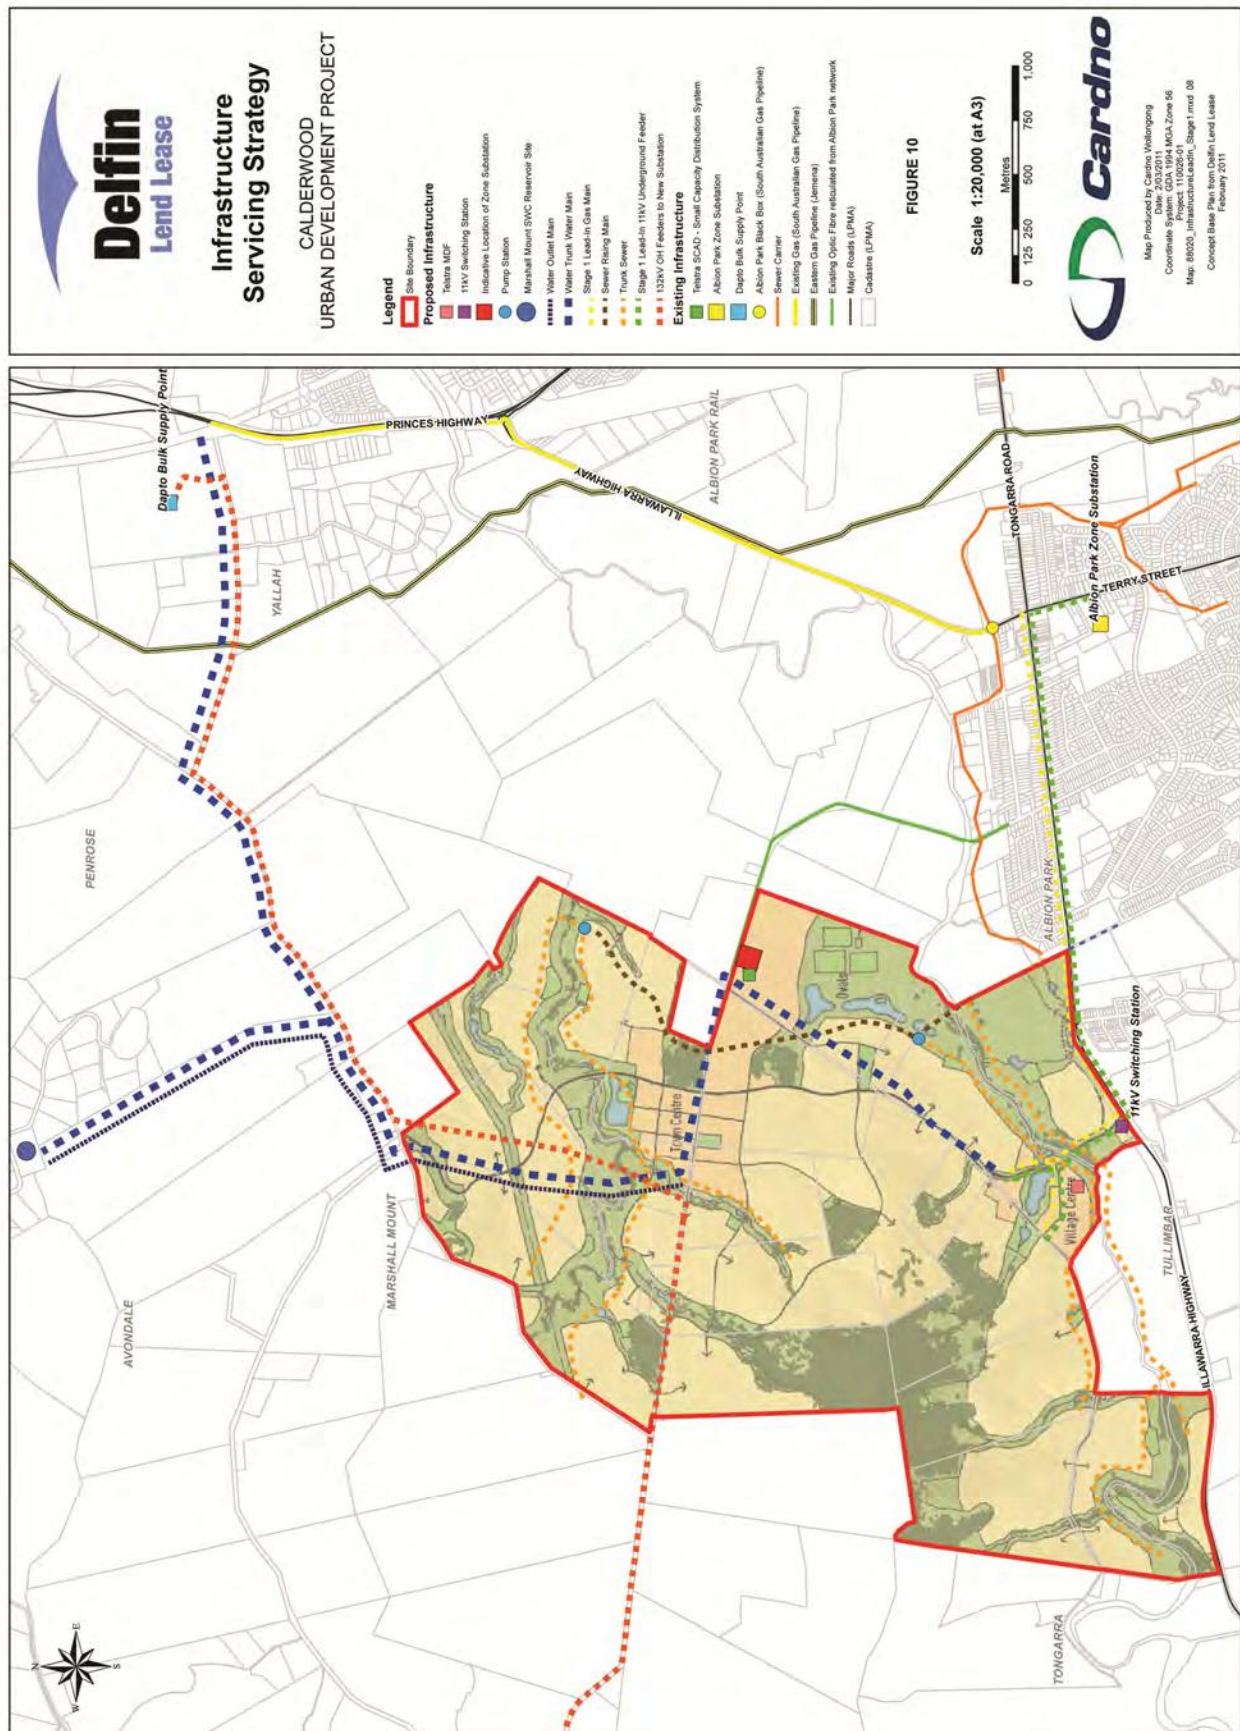 Delfin
Lend Lease
Infrastructure
Servicing Strategy
CALDERWOOD
URBAN DEVELOPMENT PROJECT
Legend
Site Boundary
Proposed Infrastructure
Telstra MDF
11kV Switching Station
Indicative Location of Zone Substation
Pump Station
Marshall Mount SWC Reservoir Site
Water Outlet Main
Water Trunk Water Main
Stage 1 Lead-In Gas Main
Sewer Rising Main
Trunk Sewer
Stage 1 Lead-In 11kV Underground Feeder
132kV OH Feeders to New Substation
Existing Infrastructure
Telstra SCAD - Small Capacity Distribution System
Albion Park Zone Substation
Dapto Bulk Supply Point
Albion Park Black Box (South Australian Gas Pipeline)
Sewer Carrier
Existing Gas (South Australian Gas Pipeline)
Eastern Gas Pipeline (Jemena)
Existing Optic Fibre reticulated from Albion Park network
Major Roads (LPMA)
Cadastre (LPMA)
FIGURE 10
Scale 1:20,000 (at A3)
0 125 250 500 750 1,000
Metres
Cardno
Map Produced by Cardno Wollongong
Date: 2/03/2011
Coordinate System: GDA 1994 MGA Zone 56
Project: 110026-01
Map: 88020_InfrastructureLeadin_Stage1.mxd 08
Concept Base Plan from Delfin Lend Lease
February 2011
N
E
S
W
Dapto Bulk Supply Point
PRINCES HIGHWAY
YALLAH
PENROSE
AVONDALE
MARSHALL MOUNT
ILLAWARRA HIGHWAY
ALBION PARK RAIL
TONGARRA ROAD
Albion Park Zone Substation
TERRY STREET
ALBION PARK
Ovals
Town Centre
11kV Switching Station
Village Centre
TULLIMBAR
ILLAWARRA HIGHWAY
TONGARRA